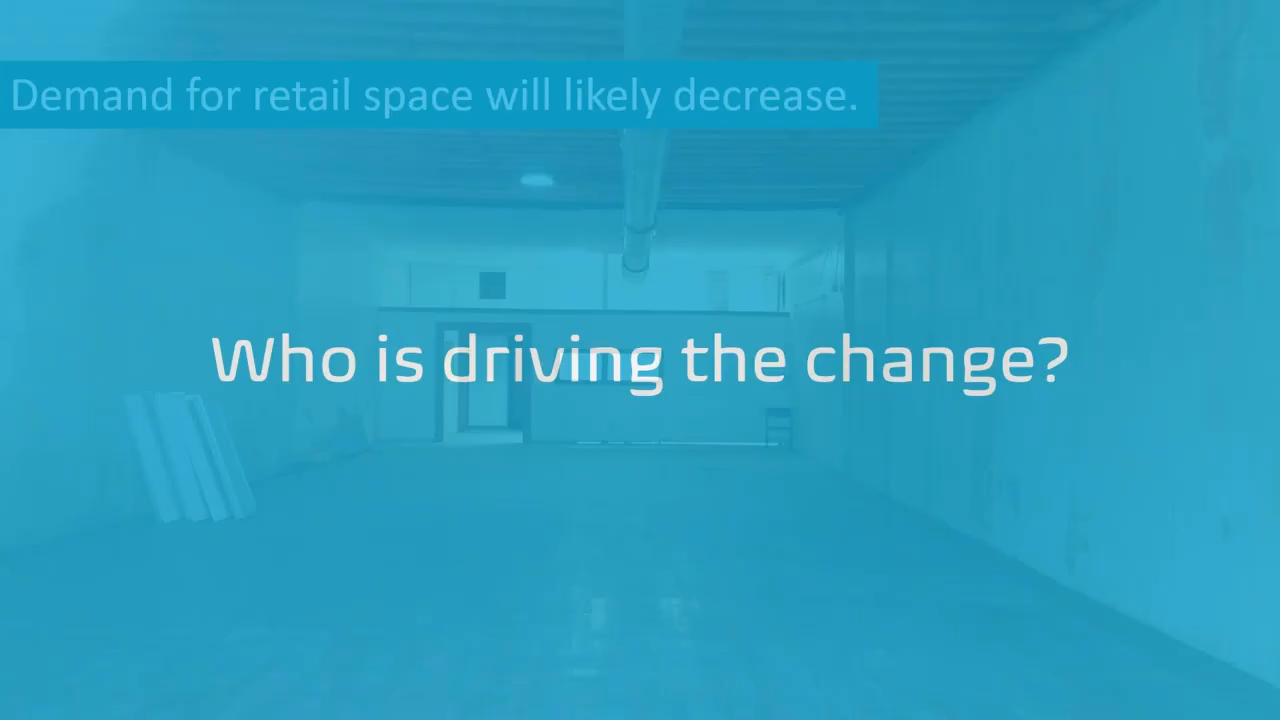 Demand for retail space will likely decrease.
Who is driving the change?